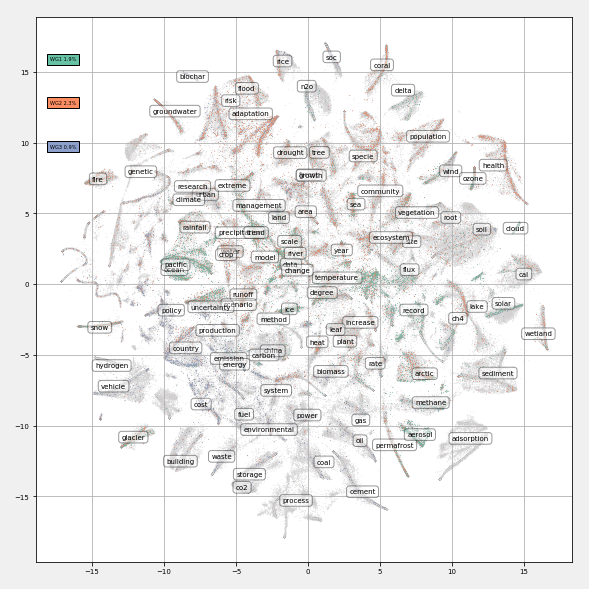 rice
soc
coral
WG1 1.9%
biochar
flood
n2o
delta
WG2 2.3%
groundwater
risk
adaptation
WG3 0.9%
population
drought
tree
specie
health
genetic
wind
ozone
fire
growth
research
extreme
urban
climate
community
management
sea
area
vegetation
land
root
rainfall
precipitation
trend
soil
cloud
scale
ecosystem
crop
river
year
model
pacific
ocean
data
change
flux
temperature
cal
runoff
degree
scenario
uncertainty
policy
ice
record
lake
solar
method
ch4
snow
production
increase
leaf
wetland
heat
plant
country
china
carbon
emission
energy
rate
hydrogen
biomass
arctic
sediment
vehicle
system
cost
methane
fuel
power
gas
environmental
aerosol
glacier
oil
permafrost
adsorption
building
waste
coal
storage
co2
cement
process
15
10
5
0
−5
−10
−15
−15
−10
−5
0
5
10
15